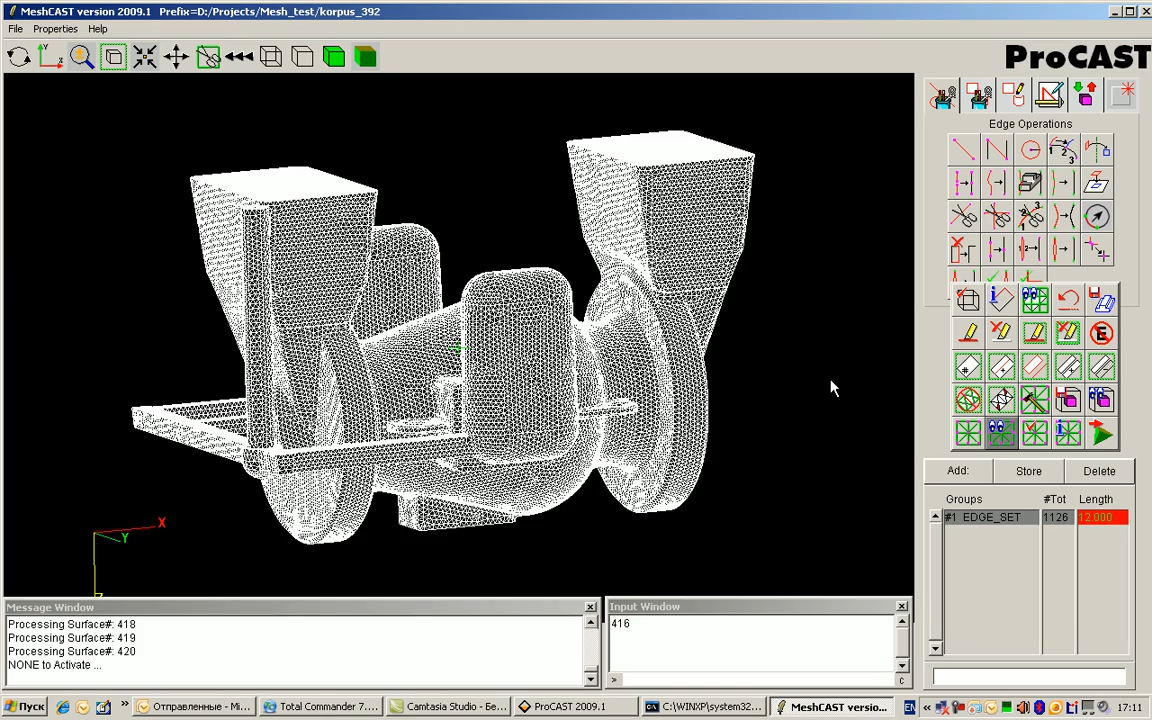 MeshCAST version 2009.1 Prefix=D:/Projects/Mesh_test/korpus_392
File Properties Help
ProCAST
Edge Operations
Add: Store Delete
Groups #Tot Length
#1 EDGE_SET 1126 12.000
X
Y
Z
Message Window
Processing Surface#: 418
Processing Surface#: 419
Processing Surface#: 420
NONE to Activate ...
Input Window
416
>
c
Пуск
Отправленные - Mi...
Total Commander 7....
Camtasia Studio - Бе...
ProCAST 2009.1
C:\WINXP\system32...
MeshCAST versio...
EN
17:11